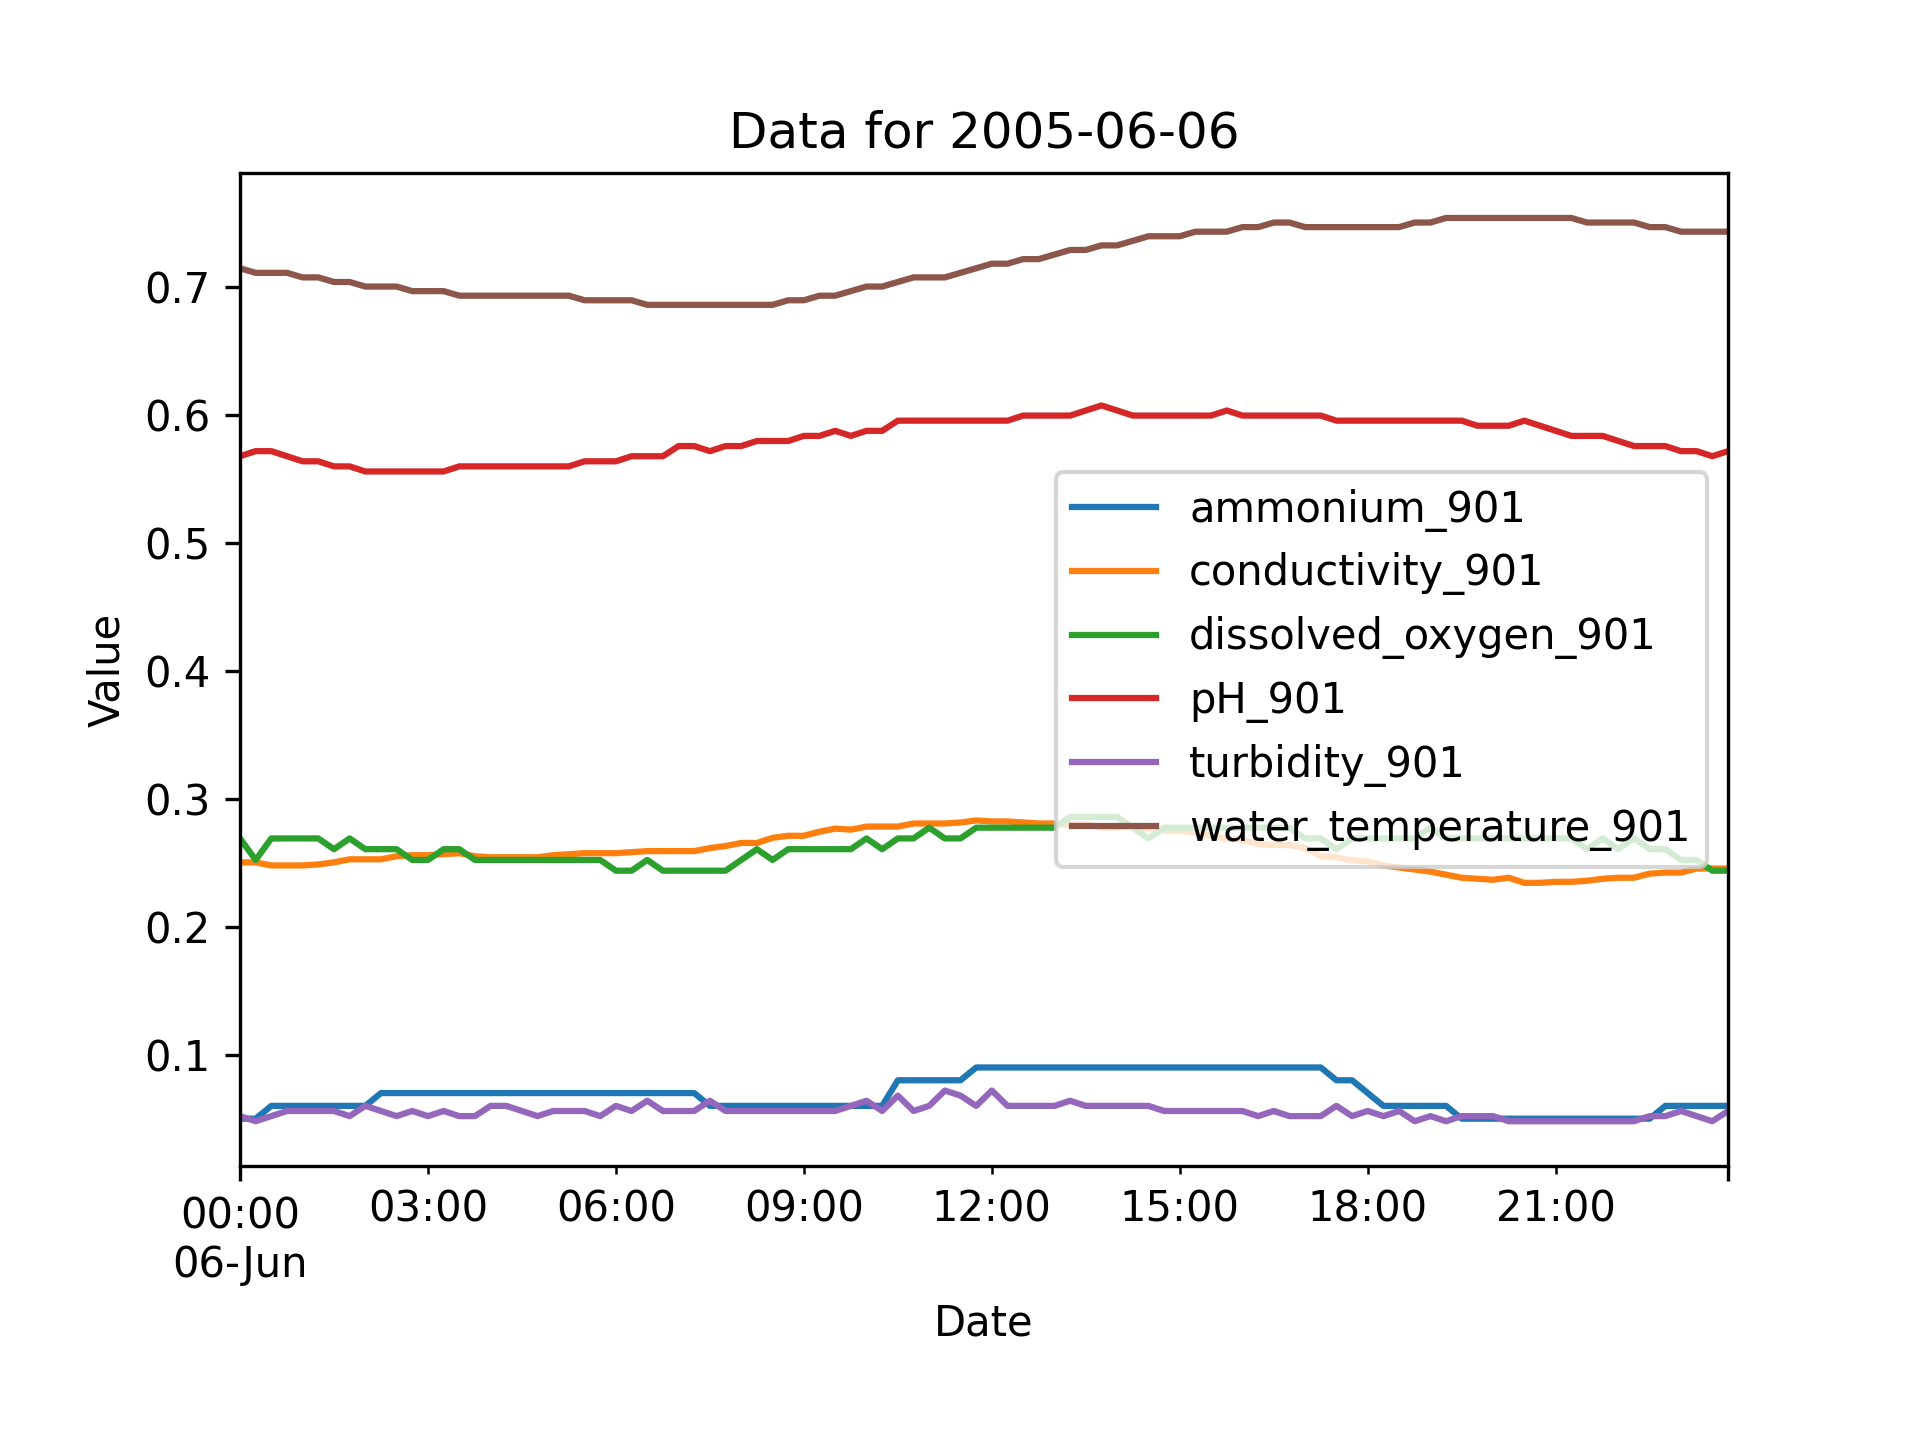 Data for 2005-06-06
Value
0.7
0.6
0.5
0.4
0.3
0.2
0.1
ammonium_901
conductivity_901
dissolved_oxygen_901
pH_901
turbidity_901
water_temperature_901
00:00 03:00 06:00 09:00 12:00 15:00 18:00 21:00
06-Jun
Date